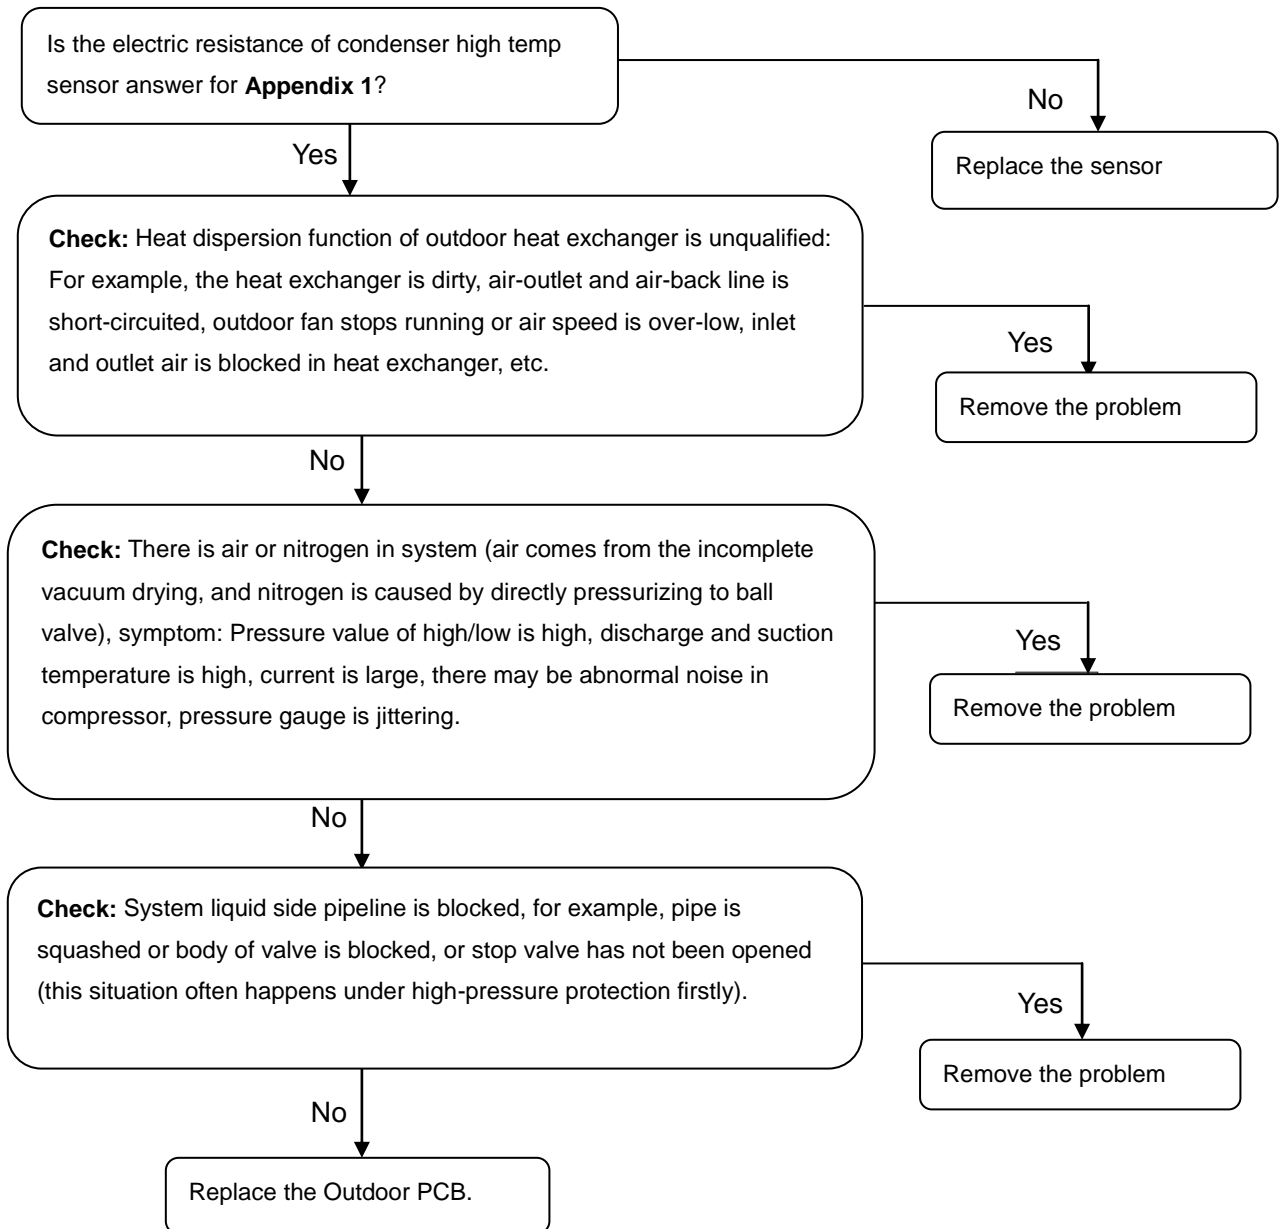 Is the electric resistance of condenser high temp
sensor answer for Appendix 1?
No
Replace the sensor
Yes
Check: Heat dispersion function of outdoor heat exchanger is unqualified:
For example, the heat exchanger is dirty, air-outlet and air-back line is
short-circuited, outdoor fan stops running or air speed is over-low, inlet
and outlet air is blocked in heat exchanger, etc.
Yes
Remove the problem
No
Check: There is air or nitrogen in system (air comes from the incomplete
vacuum drying, and nitrogen is caused by directly pressurizing to ball
valve), symptom: Pressure value of high/low is high, discharge and suction
temperature is high, current is large, there may be abnormal noise in
compressor, pressure gauge is jittering.
Yes
Remove the problem
No
Check: System liquid side pipeline is blocked, for example, pipe is
squashed or body of valve is blocked, or stop valve has not been opened
(this situation often happens under high-pressure protection firstly).
Yes
Remove the problem
No
Replace the Outdoor PCB.